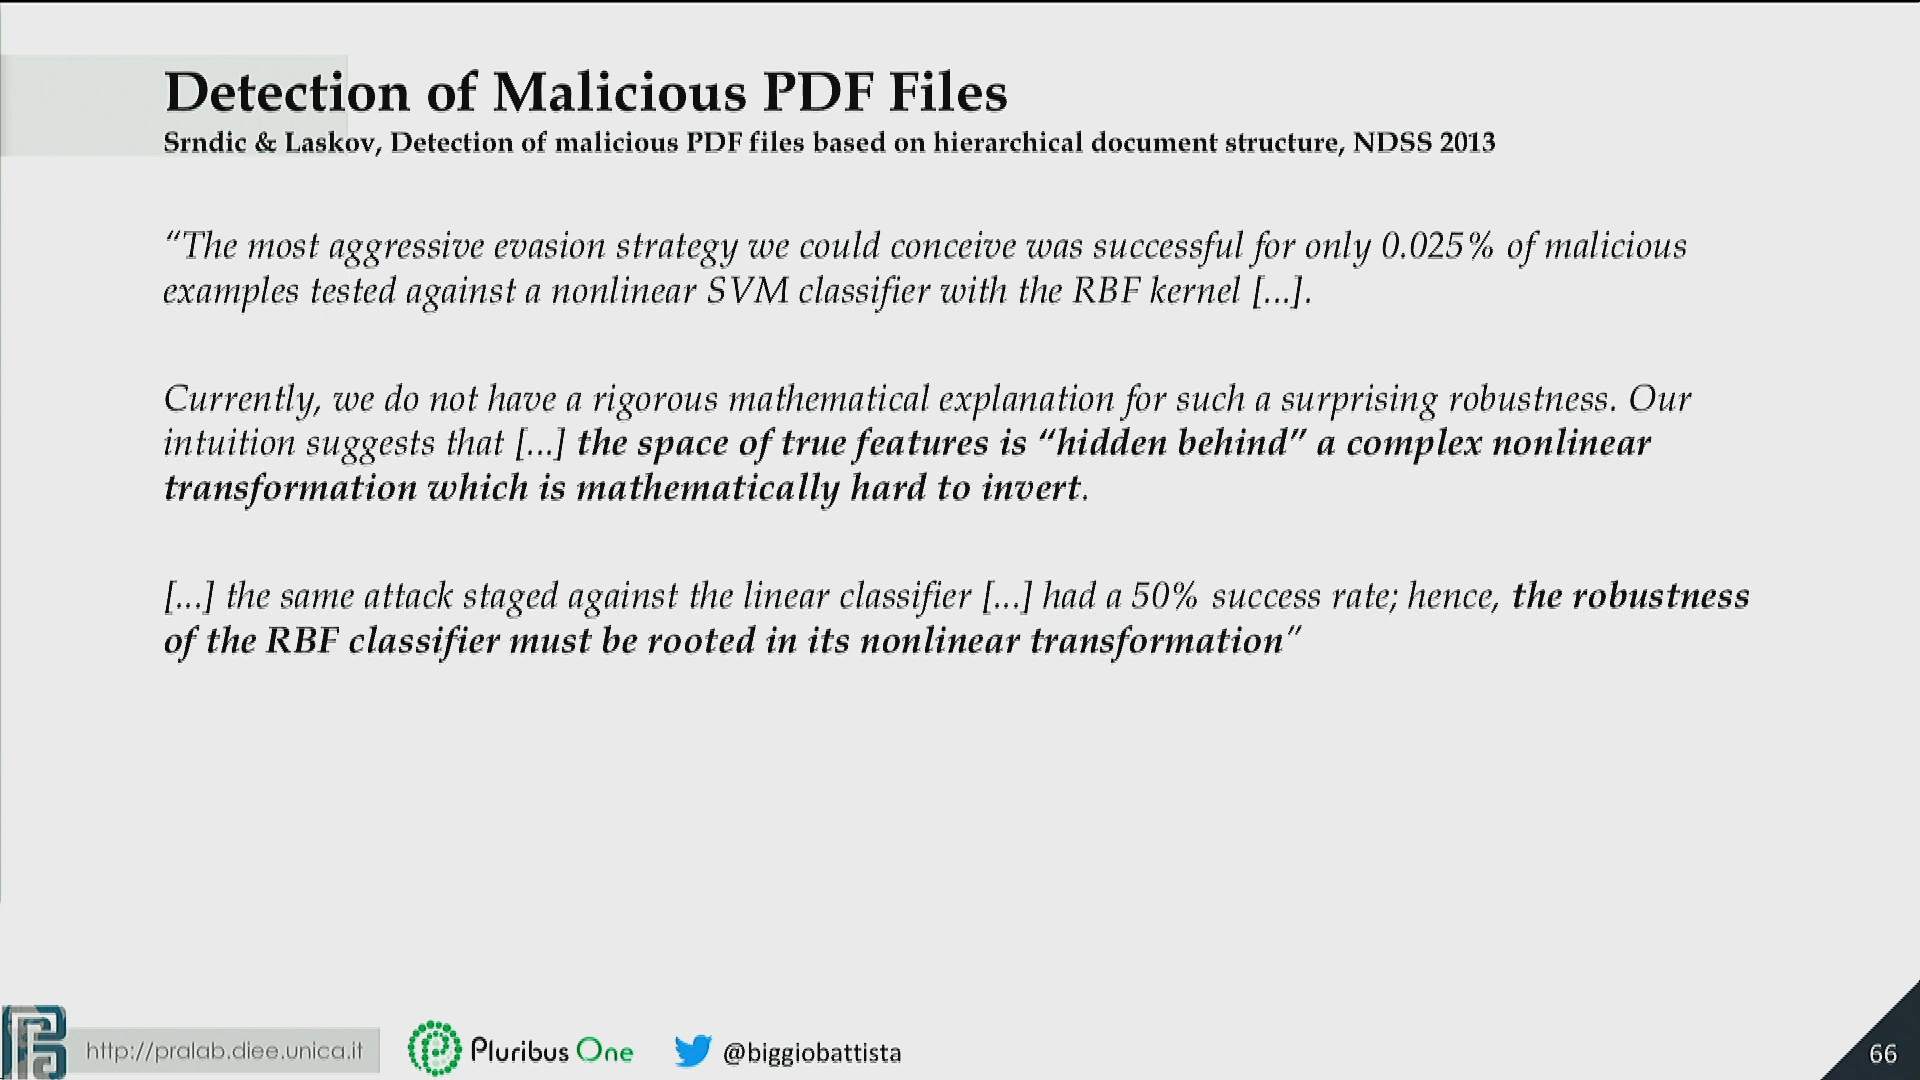 Detection of Malicious PDF Files
Srndic & Laskov, Detection of malicious PDF files based on hierarchical document structure, NDSS 2013
“The most aggressive evasion strategy we could conceive was successful for only 0.025% of malicious
examples tested against a nonlinear SVM classifier with the RBF kernel [...].
Currently, we do not have a rigorous mathematical explanation for such a surprising robustness. Our
intuition suggests that [...] the space of true features is “hidden behind” a complex nonlinear
transformation which is mathematically hard to invert.
[...] the same attack staged against the linear classifier [...] had a 50% success rate; hence, the robustness
of the RBF classifier must be rooted in its nonlinear transformation”
http://pralab.diee.unica.it
Pluribus One
@biggiobattista
66